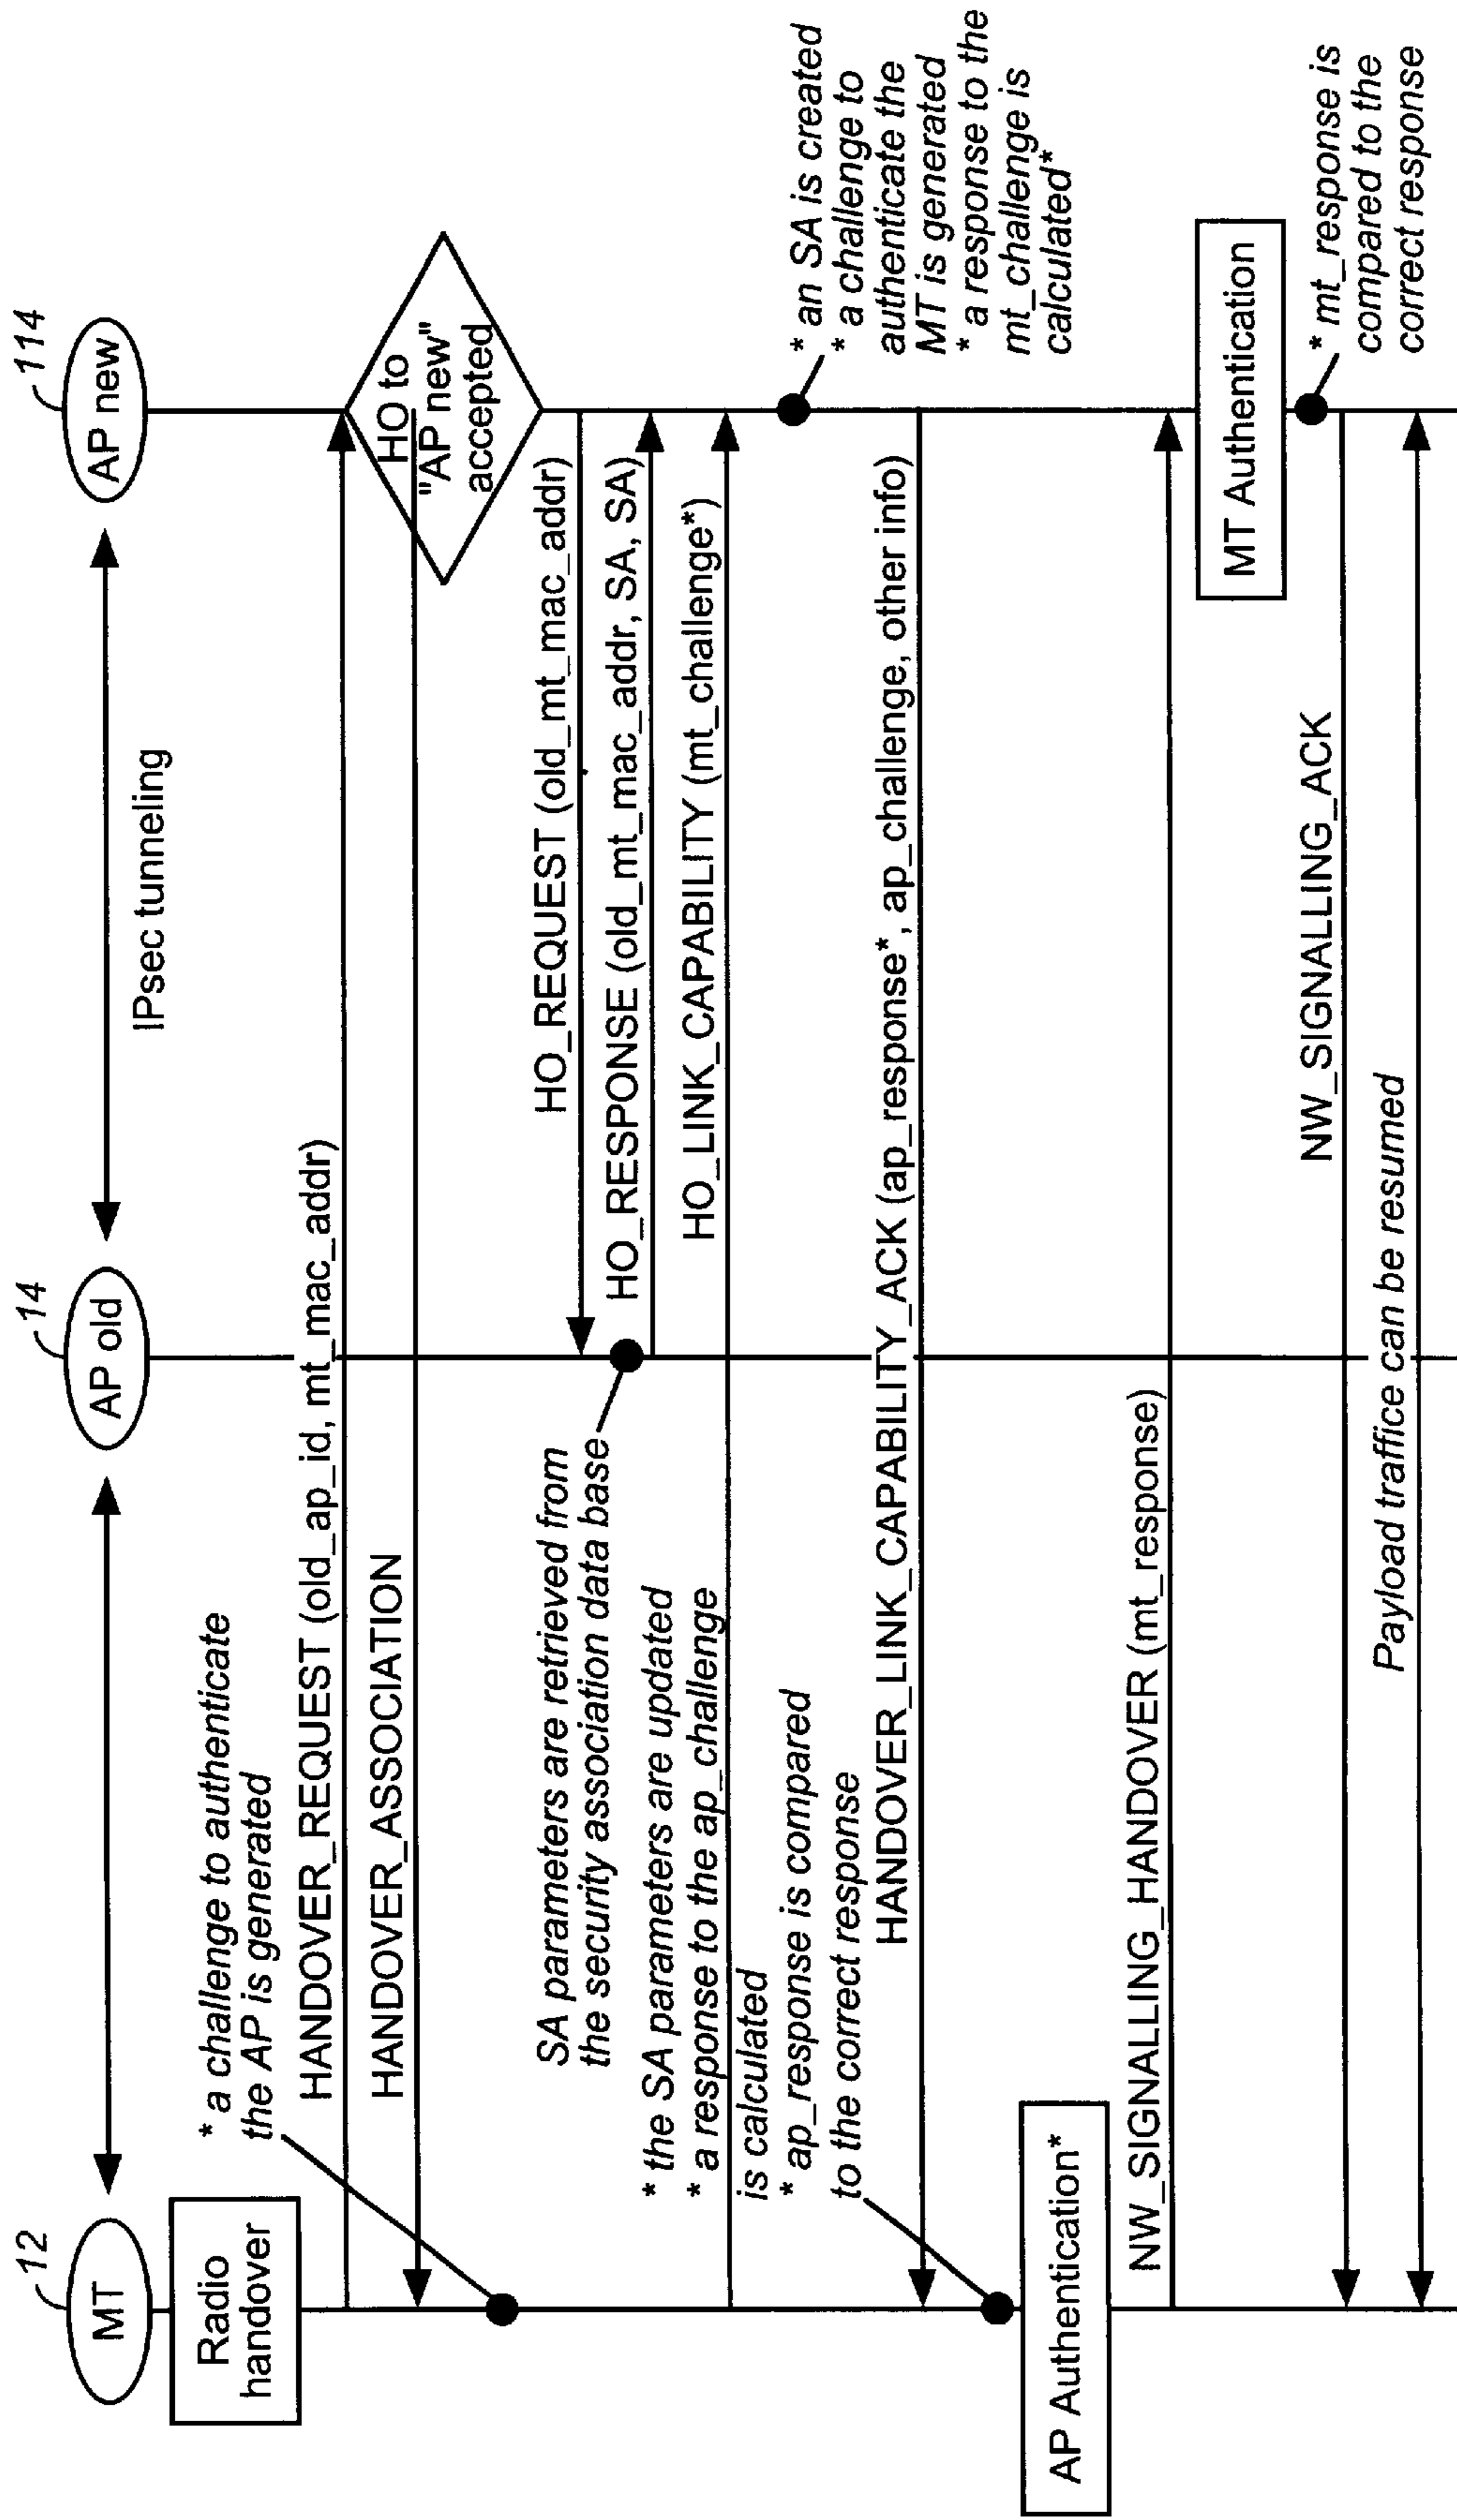 12
MT
14
AP old
114
AP new
IPsec tunneling
Radio
handover
* a challenge to authenticate
the AP is generated
HANDOVER_REQUEST (old_ap_id, mt_mac_addr)
HANDOVER_ASSOCIATION
HO to
"AP new"
accepted
HO_REQUEST (old_mt_mac_addr)
SA parameters are retrieved from
the security association data base
HO_RESPONSE (old_mt_mac_addr, SA, SA)
HO_LINK_CAPABILITY (mt_challenge*)
* the SA parameters are updated
* a response to the ap_challenge
is calculated
* ap_response is compared
to the correct response
* an SA is created
* a challenge to
authenticate the
MT is generated
* a response to the
mt_challenge is
calculated*
HANDOVER_LINK_CAPABILITY_ACK (ap_response*, ap_challenge, other info)
AP Authentication*
NW_SIGNALLING_HANDOVER (mt_response)
MT Authentication
* mt_response is
compared to the
correct response
NW_SIGNALLING_ACK
Payload traffice can be resumed